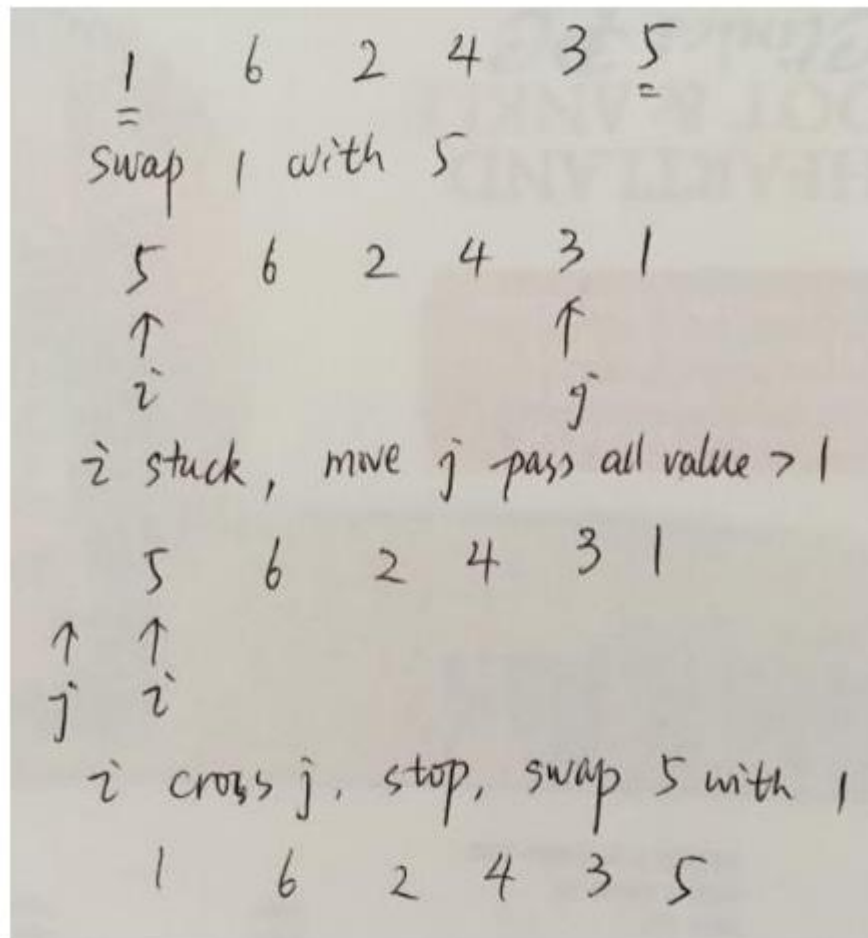 1 6 2 4 3 5
swap 1 with 5
5 6 2 4 3 1
↑ ↑
i j
i stuck, move j pass all value > 1
5 6 2 4 3 1
↑ ↑
j i
i cross j. stop, swap 5 with 1
1 6 2 4 3 5